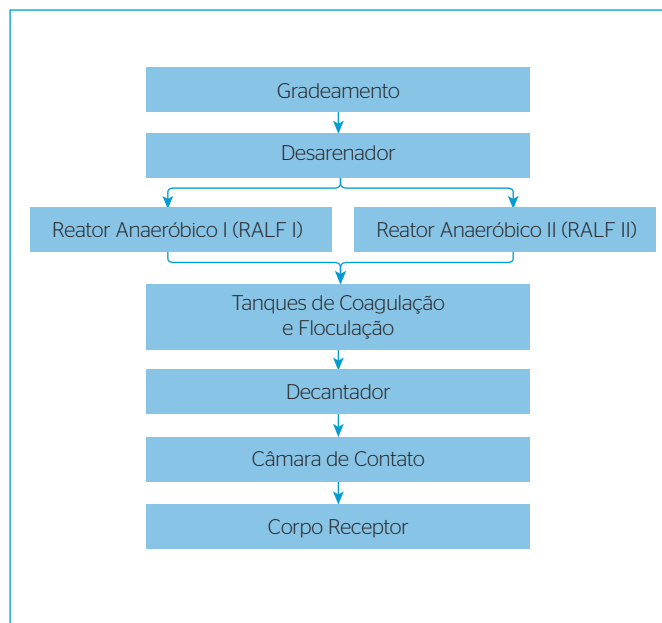 Gradeamento
Desarenador
Reator Anaeróbico I (RALF I)
Reator Anaeróbico II (RALF II)
Tanques de Coagulação
e Floculação
Decantador
Câmara de Contato
Corpo Receptor